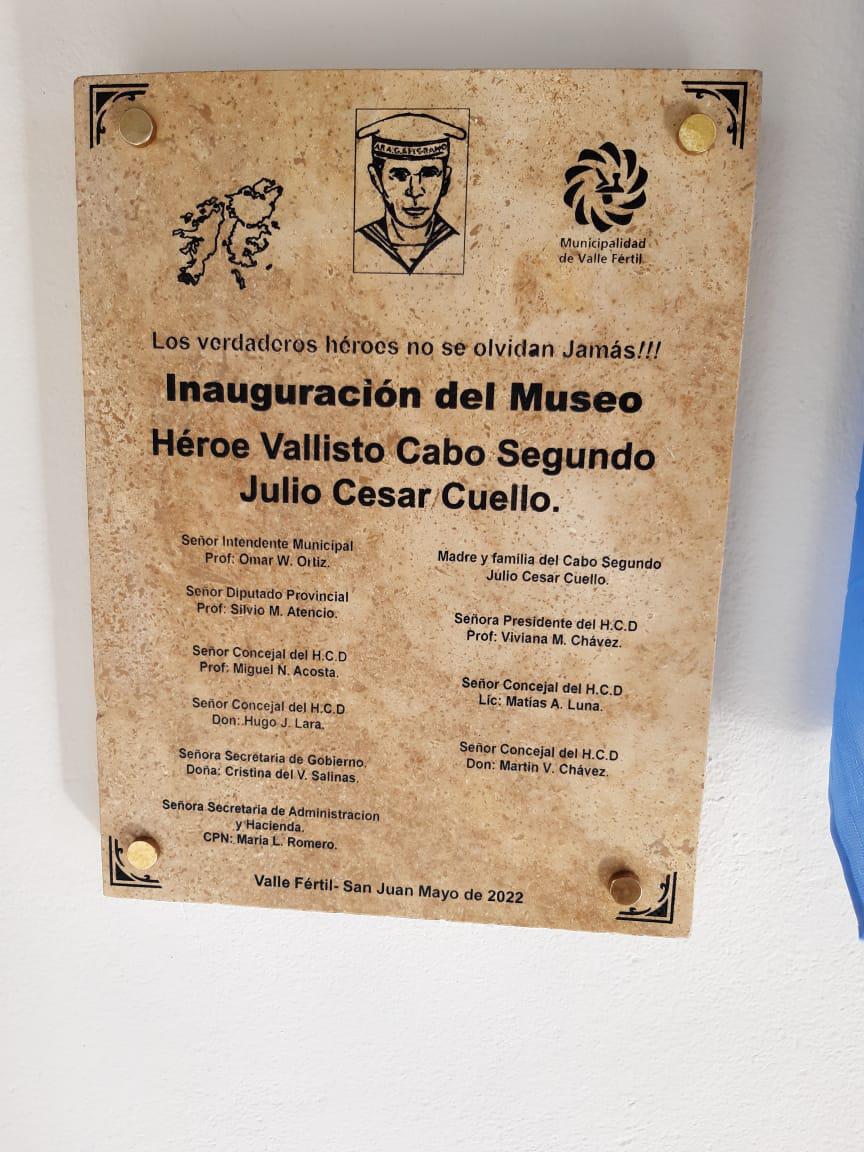 ARA.G.BELGRANO
Municipalidad
de Valle Fértil
Los verdaderos héroes no se olvidan Jamás!!!
Inauguración del Museo
Héroe Vallisto Cabo Segundo
Julio Cesar Cuello.
Señor Intendente Municipal
Prof: Omar W. Ortiz.
Señor Diputado Provincial
Prof: Silvio M. Atencio.
Señor Concejal del H.C.D
Prof: Miguel N. Acosta.
Señor Concejal del H.C.D
Don: Hugo J. Lara.
Señora Secretaria de Gobierno.
Doña: Cristina del V. Salinas.
Señora Secretaria de Administracion
y Hacienda.
CPN: Maria L. Romero.
Madre y familia del Cabo Segundo
Julio Cesar Cuello.
Señora Presidente del H.C.D
Prof: Viviana M. Chávez.
Señor Concejal del H.C.D
Lic: Matías A. Luna.
Señor Concejal del H.C.D
Don: Martin V. Chávez.
Valle Fértil- San Juan Mayo de 2022